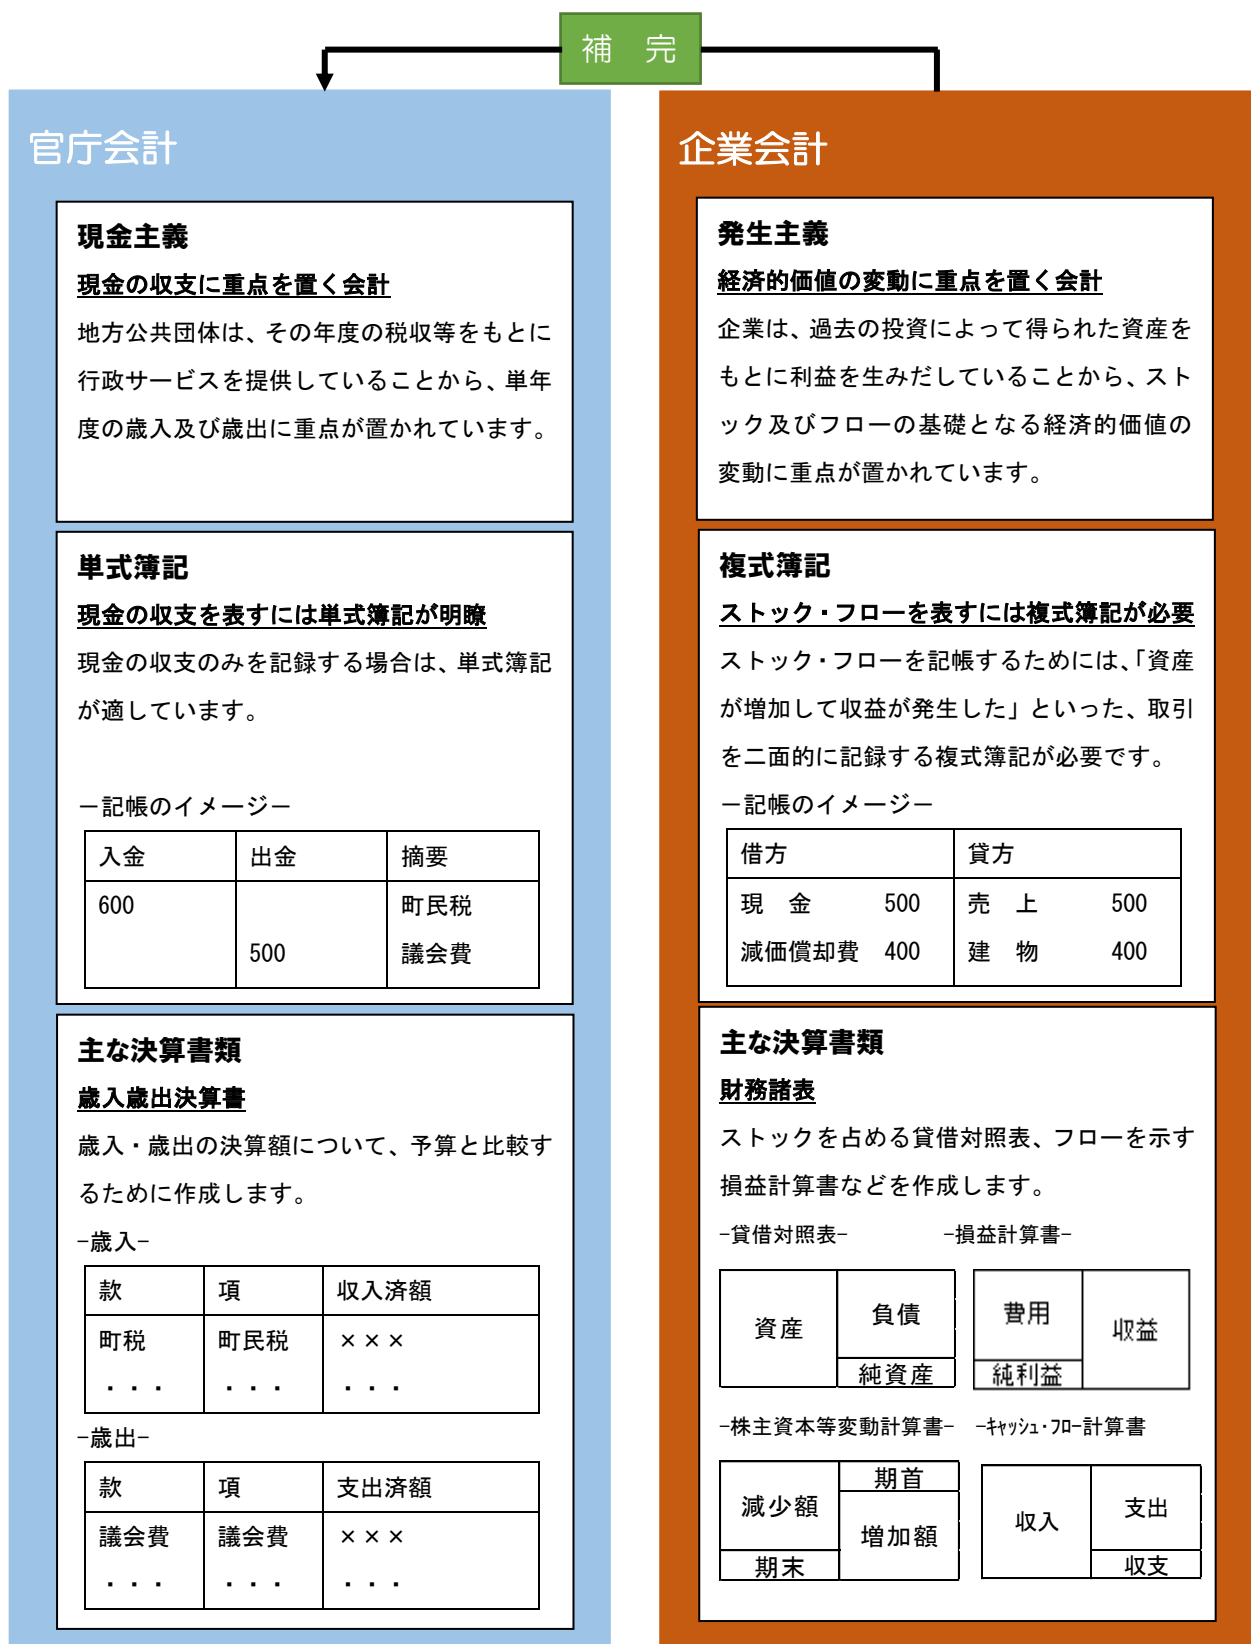 補　完
官庁会計
現金主義
現金の収支に重点を置く会計
地方公共団体は、その年度の税収等をもとに
行政サービスを提供していることから、単年
度の歳入及び歳出に重点が置かれています。
単式簿記
現金の収支を表すには単式簿記が明瞭
現金の収支のみを記録する場合は、単式簿記
が適しています。
－記帳のイメージ－
入金 出金 摘要
600 町民税
500 議会費
主な決算書類
歳入歳出決算書
歳入・歳出の決算額について、予算と比較す
るために作成します。
-歳入-
款 項 収入済額
町税 町民税 ×××
・・・ ・・・ ・・・
-歳出-
款 項 支出済額
議会費 議会費 ×××
・・・ ・・・ ・・・
企業会計
発生主義
経済的価値の変動に重点を置く会計
企業は、過去の投資によって得られた資産を
もとに利益を生みだしていることから、スト
ック及びフローの基礎となる経済的価値の
変動に重点が置かれています。
複式簿記
ストック・フローを表すには複式簿記が必要
ストック・フローを記帳するためには、「資産
が増加して収益が発生した」といった、取引
を二面的に記録する複式簿記が必要です。
－記帳のイメージ－
借方 貸方
現　金 500 売　上 500
減価償却費 400 建　物 400
主な決算書類
財務諸表
ストックを占める貸借対照表、フローを示す
損益計算書などを作成します。
-貸借対照表- -損益計算書-
資産 負債 費用 収益
純資産 純利益
-株主資本等変動計算書- -ｷｬｯｼｭ・ﾌﾛｰ計算書
期首
減少額 増加額 収入 支出
期末 収支